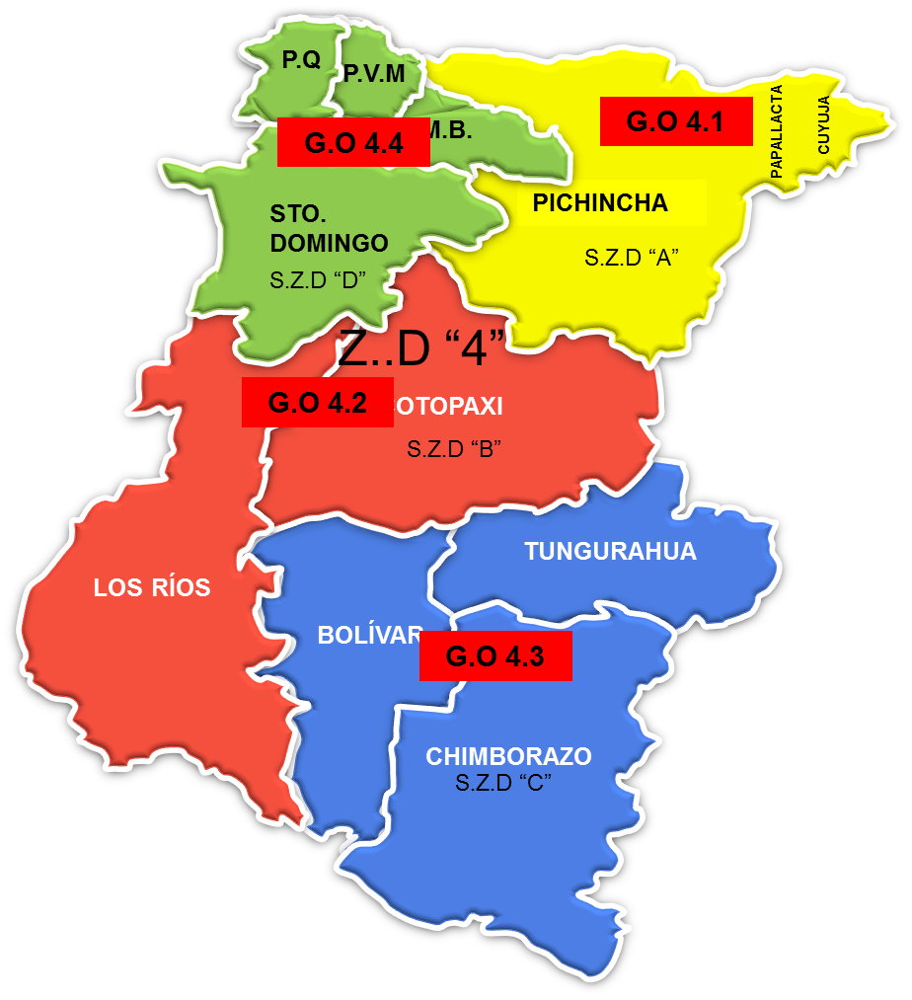 P.Q
P.V.M
M.B.
G.O 4.4
G.O 4.1
PAPALLACTA
CUYUJA
PICHINCHA
S.Z.D “A”
STO.
DOMINGO
S.Z.D “D”
Z..D “4”
G.O 4.2
OTOPAXI
S.Z.D “B”
TUNGURAHUA
LOS RÍOS
BOLÍVAR
G.O 4.3
CHIMBORAZO
S.Z.D “C”